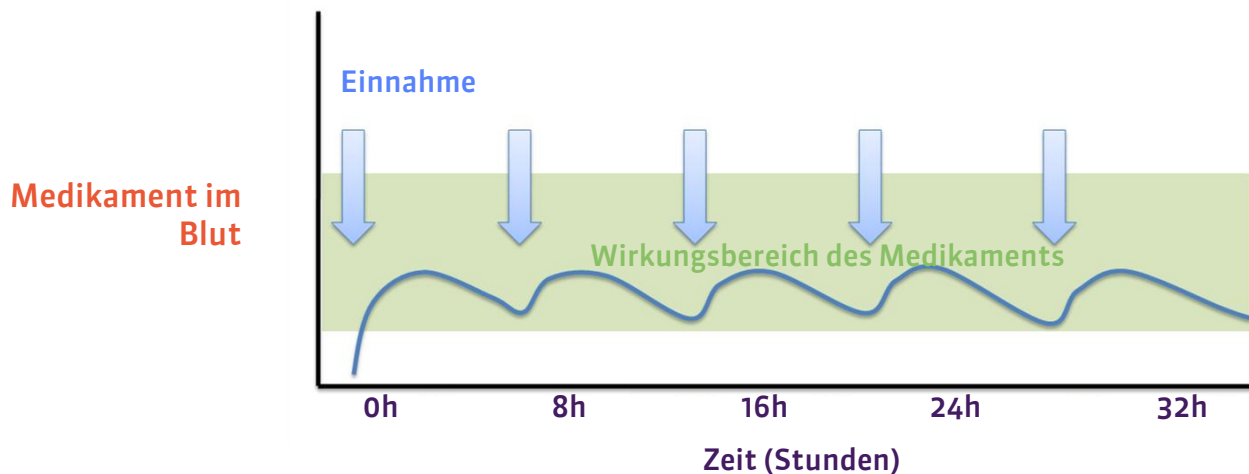 Einnahme
Medikament im
Blut
Wirkungsbereich des Medikaments
0h 8h 16h 24h 32h
Zeit (Stunden)